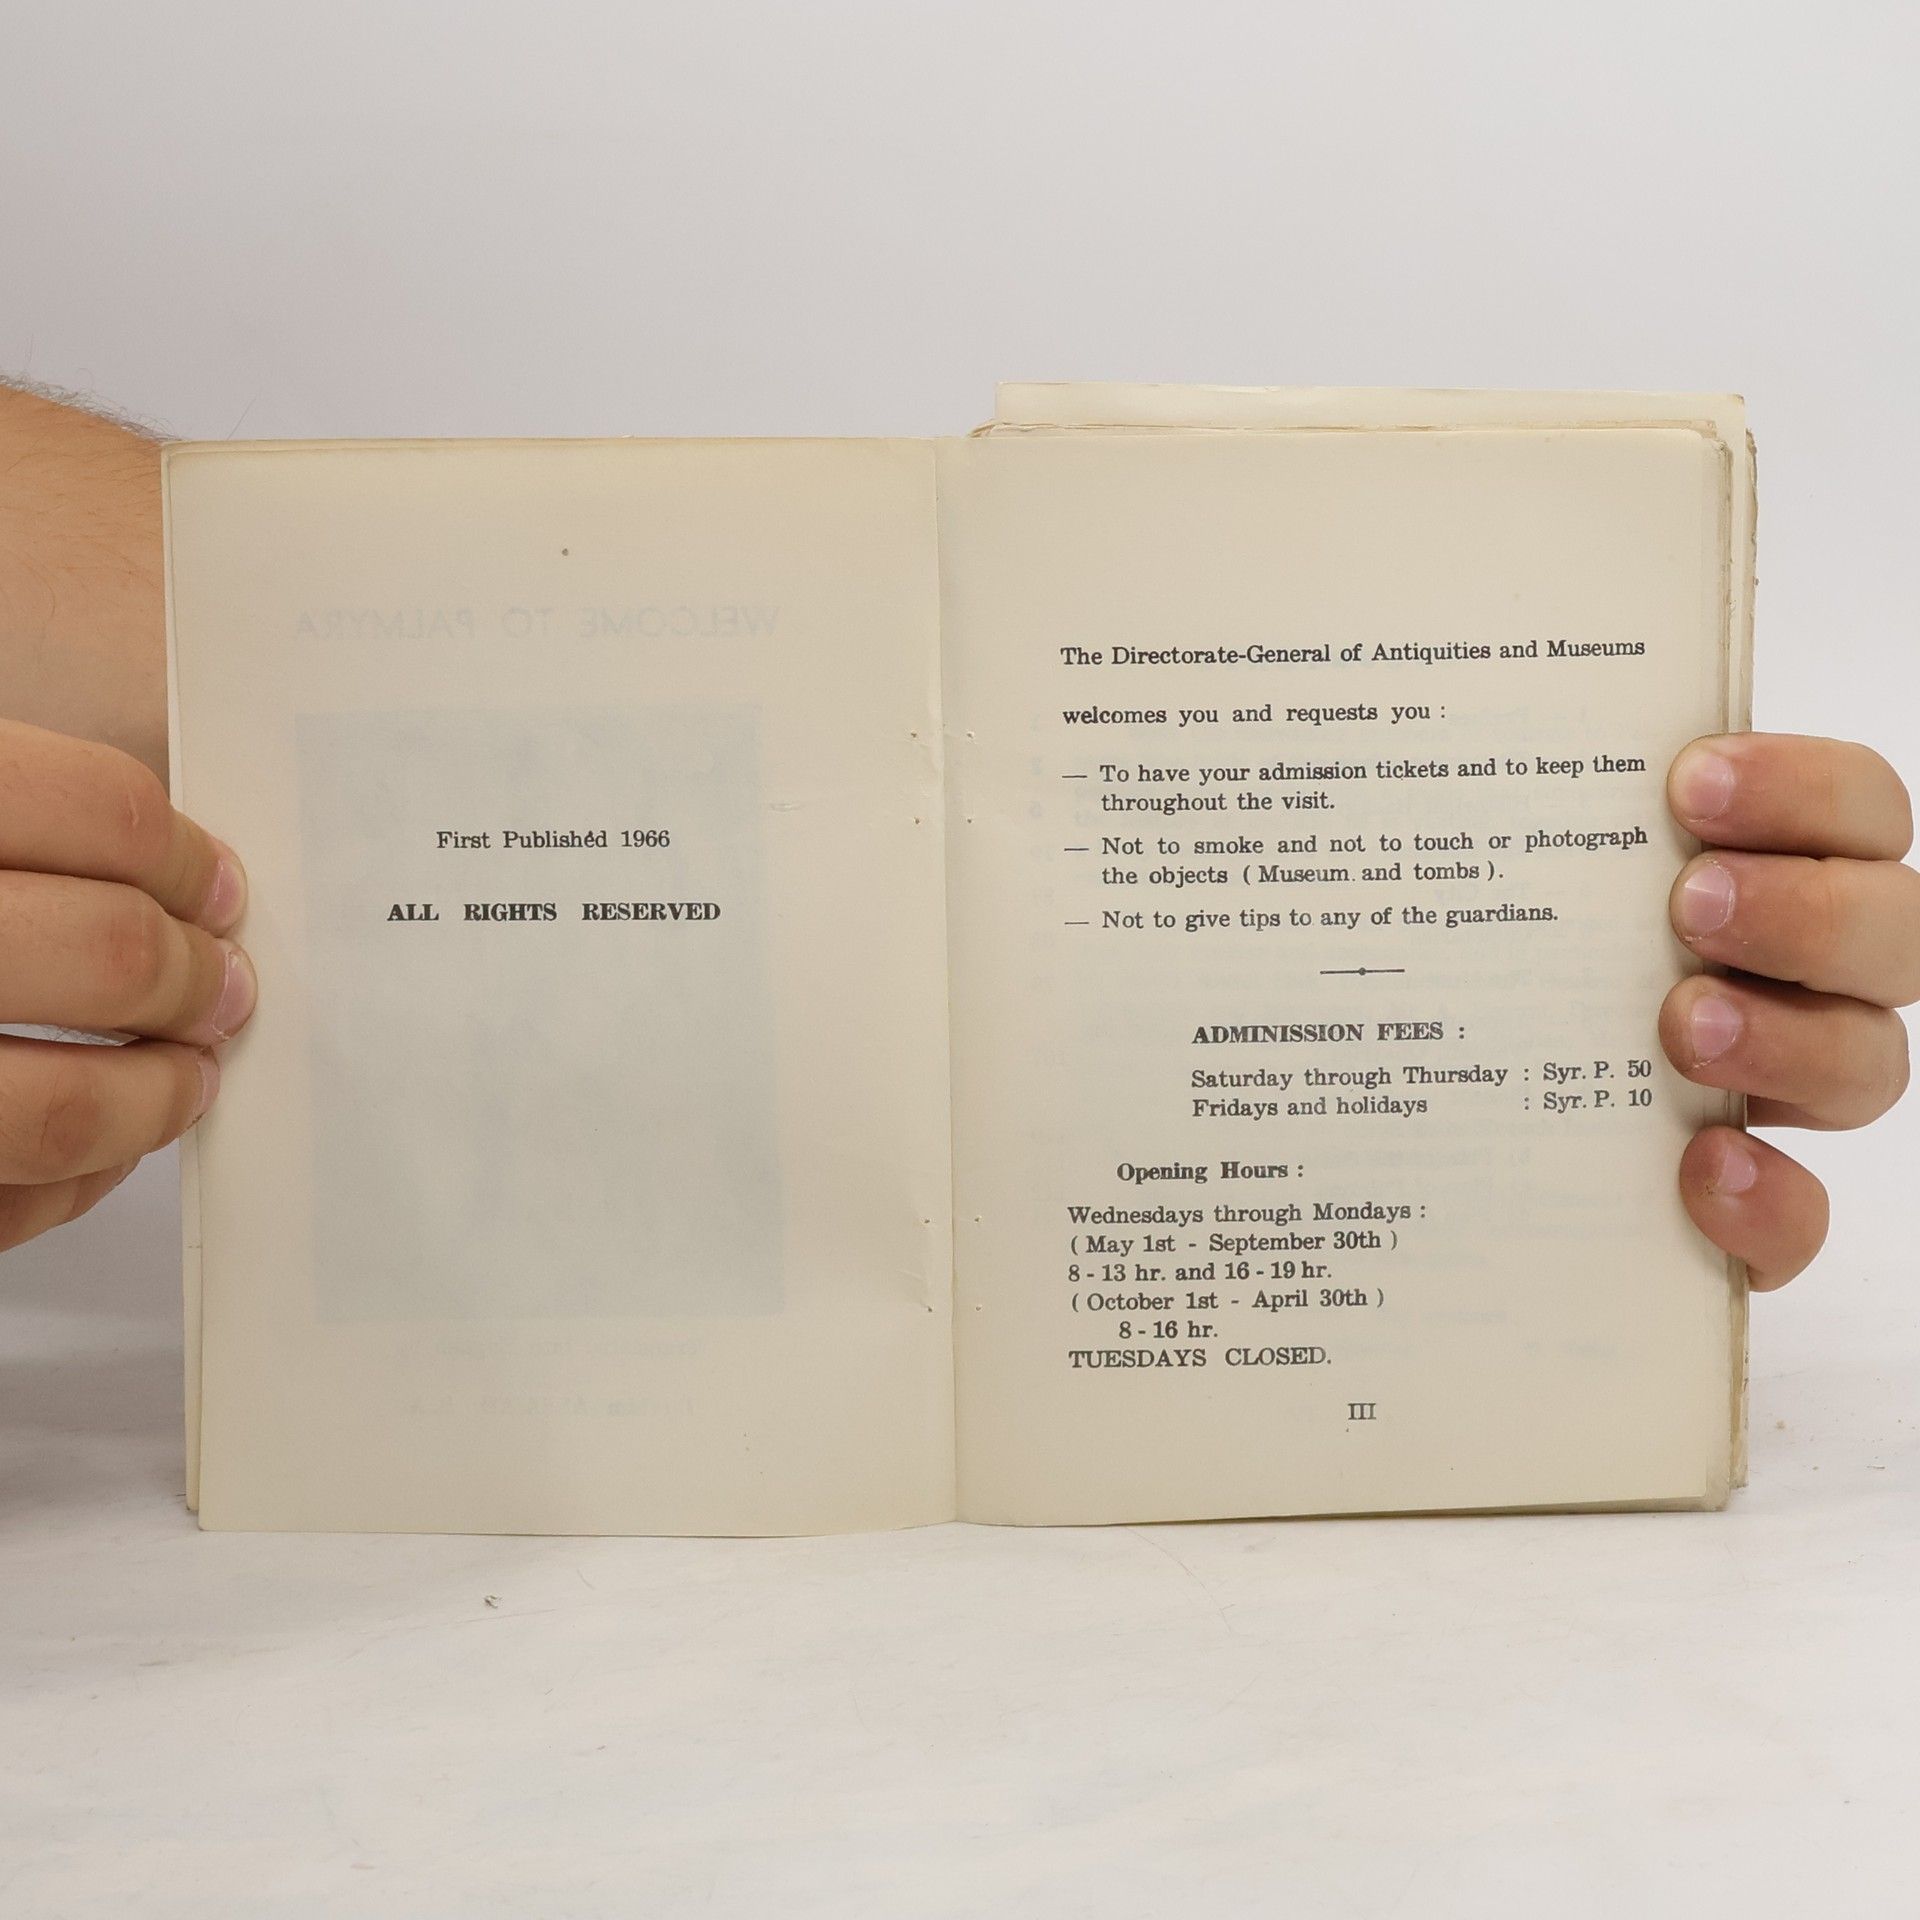 WELCOME TO PALMYRA
First Published 1966
ALL RIGHTS RESERVED
The Directorate-General of Antiquities and Museums
welcomes you and requests you :
— To have your admission tickets and to keep them
throughout the visit.
— Not to smoke and not to touch or photograph
the objects ( Museum. and tombs ).
— Not to give tips to any of the guardians.
ADMINISSION FEES :
Saturday through Thursday : Syr. P. 50
Fridays and holidays : Syr. P. 10
Opening Hours :
Wednesdays through Mondays :
( May 1st - September 30th )
8 - 13 hr. and 16 - 19 hr.
( October 1st - April 30th )
8 - 16 hr.
TUESDAYS CLOSED.
III